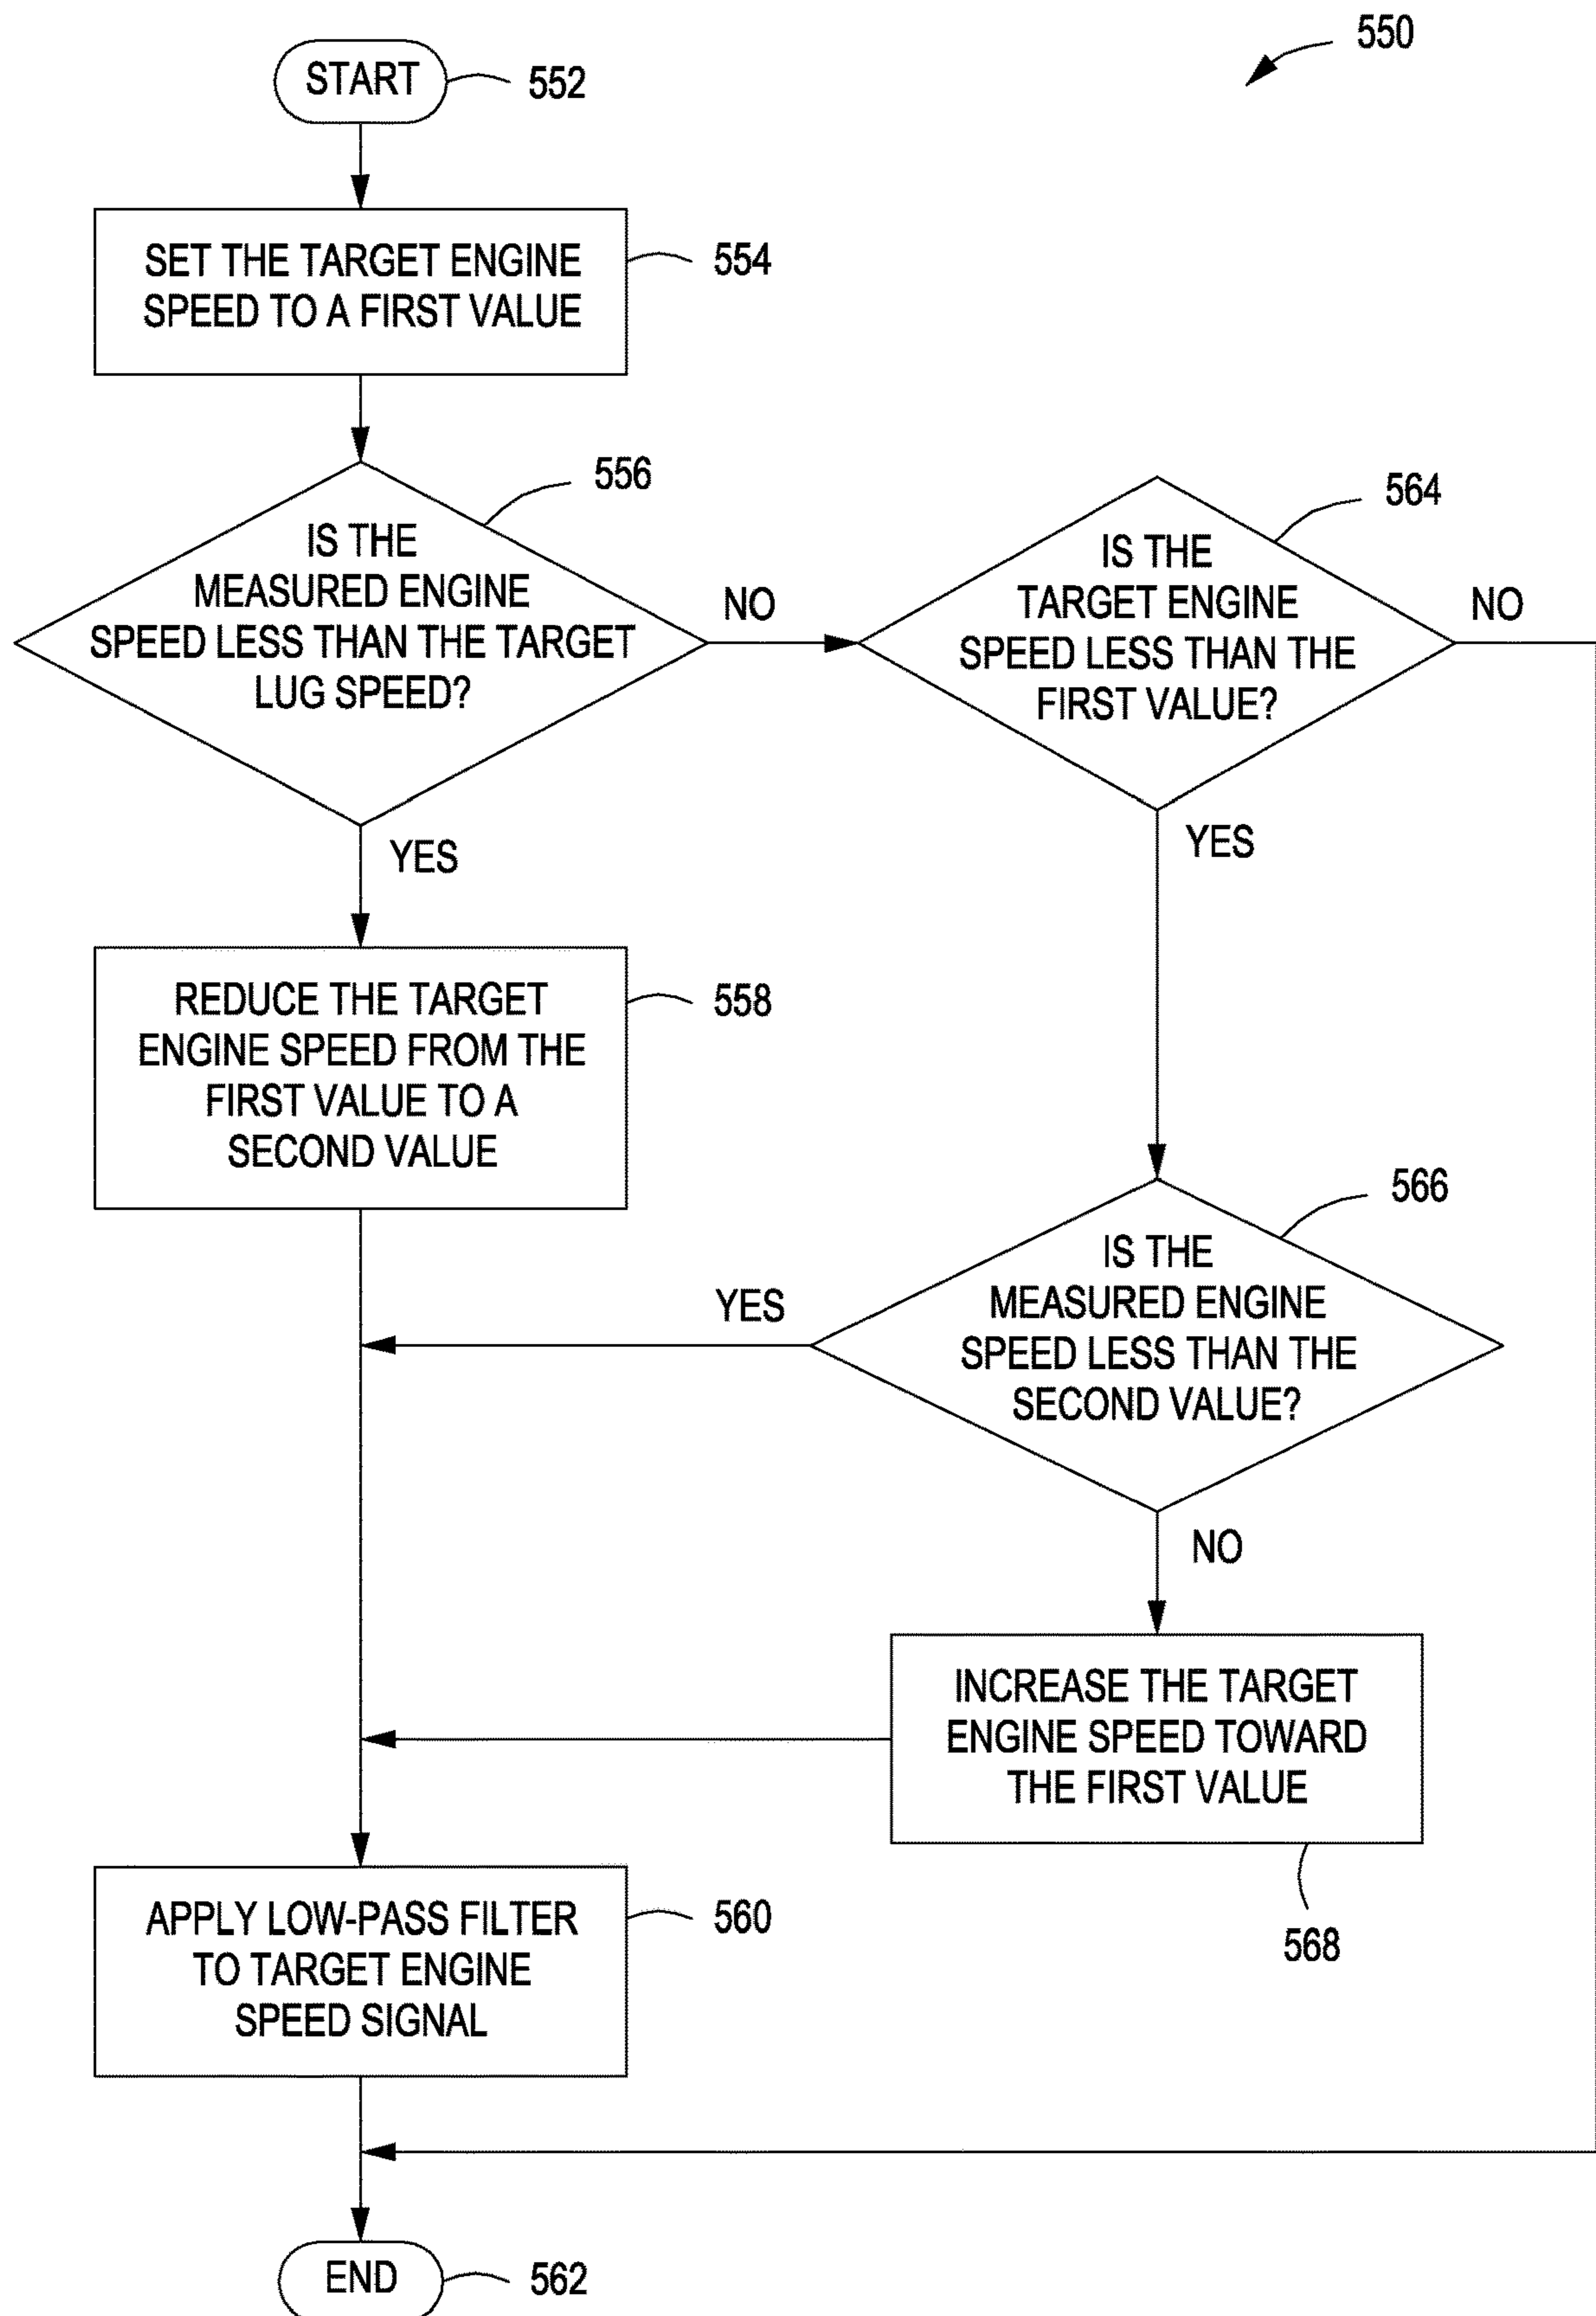 550
START
552
SET THE TARGET ENGINE
SPEED TO A FIRST VALUE
554
IS THE
MEASURED ENGINE
SPEED LESS THAN THE TARGET
LUG SPEED?
556
NO
YES
IS THE
TARGET ENGINE
SPEED LESS THAN THE
FIRST VALUE?
564
NO
YES
REDUCE THE TARGET
ENGINE SPEED FROM THE
FIRST VALUE TO A
SECOND VALUE
558
IS THE
MEASURED ENGINE
SPEED LESS THAN THE
SECOND VALUE?
566
YES
NO
INCREASE THE TARGET
ENGINE SPEED TOWARD
THE FIRST VALUE
568
APPLY LOW-PASS FILTER
TO TARGET ENGINE
SPEED SIGNAL
560
END
562